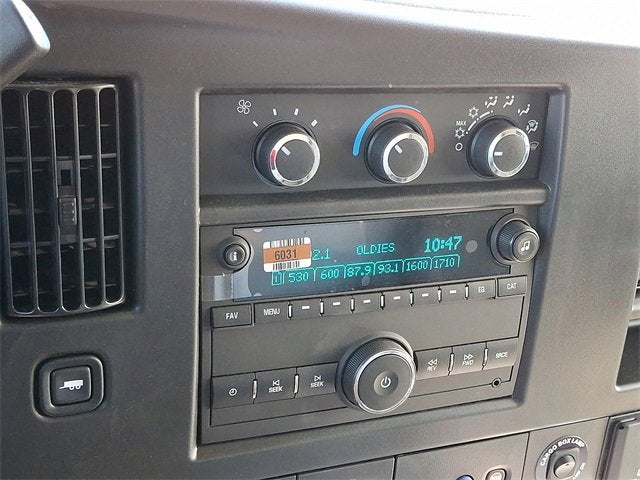 MAX
6031
Z.1 OLDIES 10:47
1 530 600 87.9 93.1 1600 1710
FAV MENU EQ CAT
SEEK SEEK REV FWD SRCE
CARGO BOX LAMP